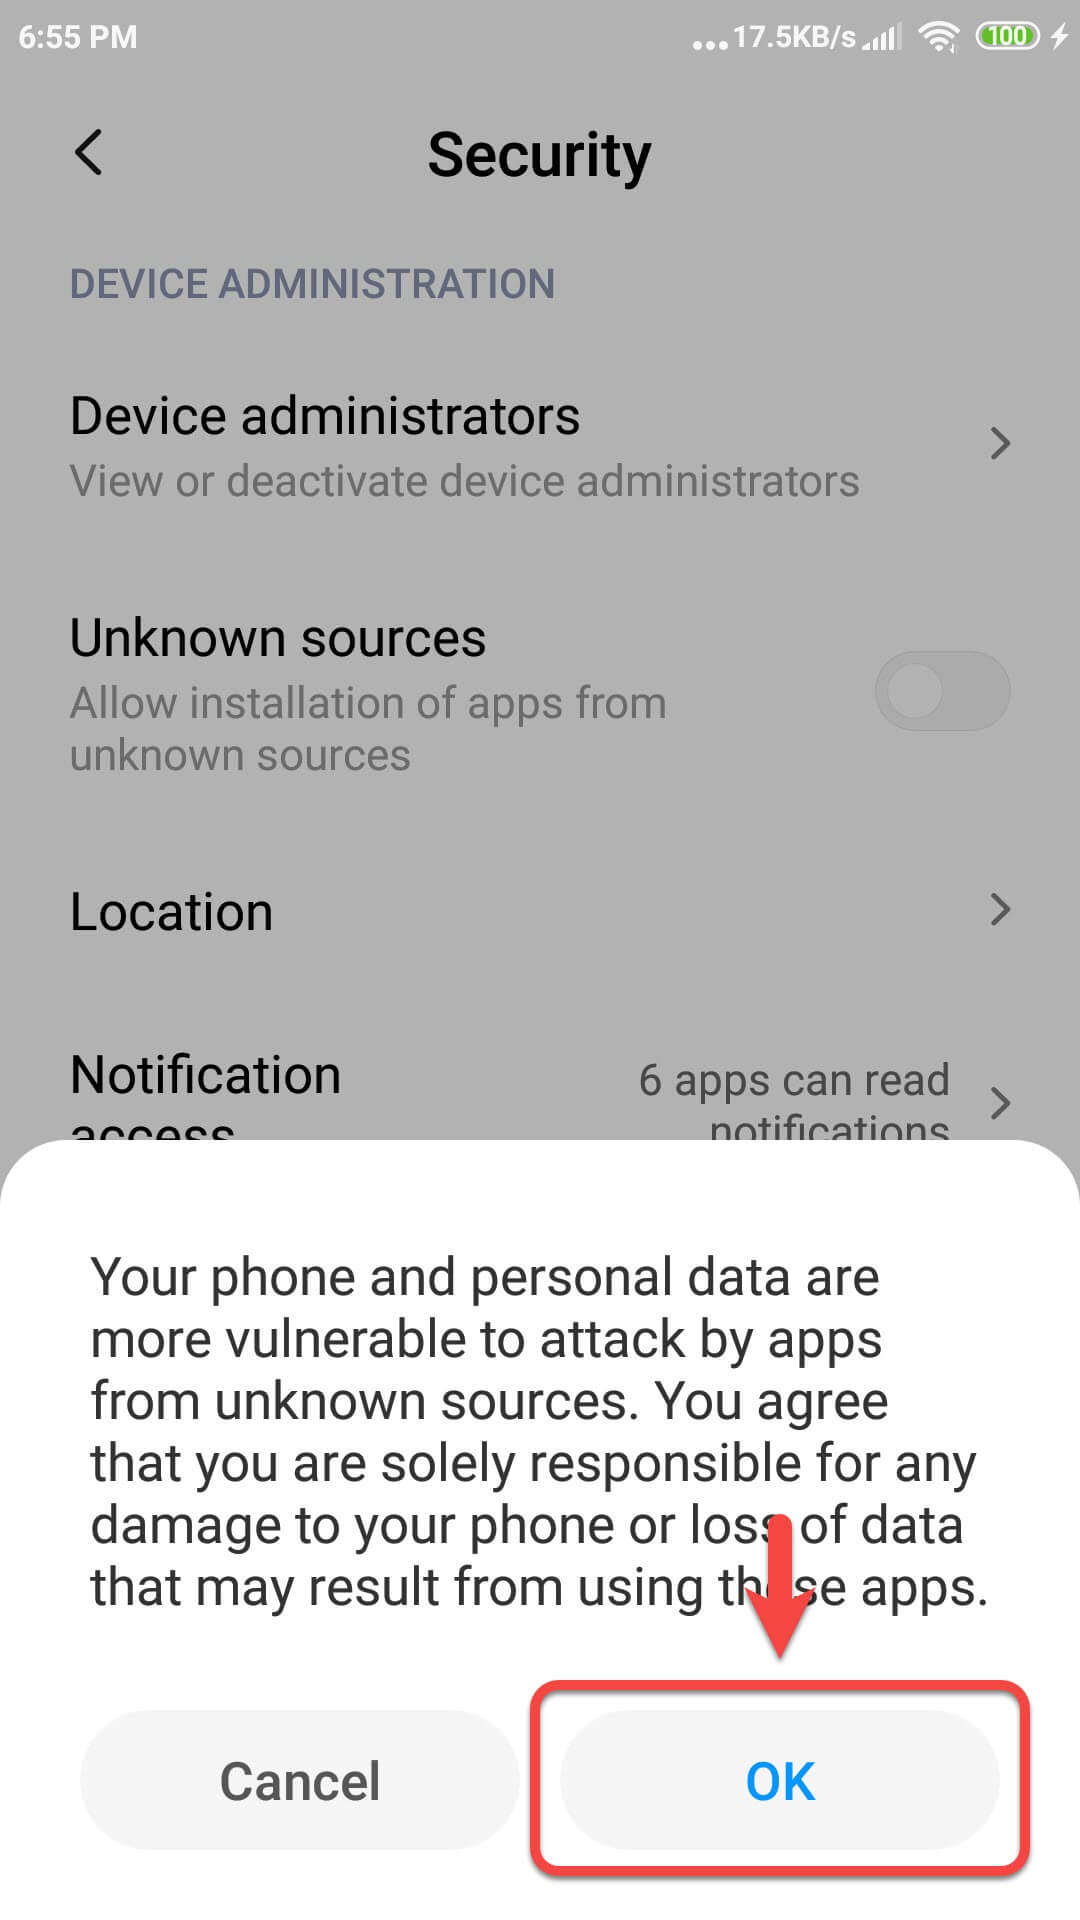 6:55 PM
...17.5KB/s
100
Security
DEVICE ADMINISTRATION
Device administrators
View or deactivate device administrators
Unknown sources
Allow installation of apps from
unknown sources
Location
Notification
access
6 apps can read
notifications
Your phone and personal data are
more vulnerable to attack by apps
from unknown sources. You agree
that you are solely responsible for any
damage to your phone or loss of data
that may result from using these apps.
Cancel
OK